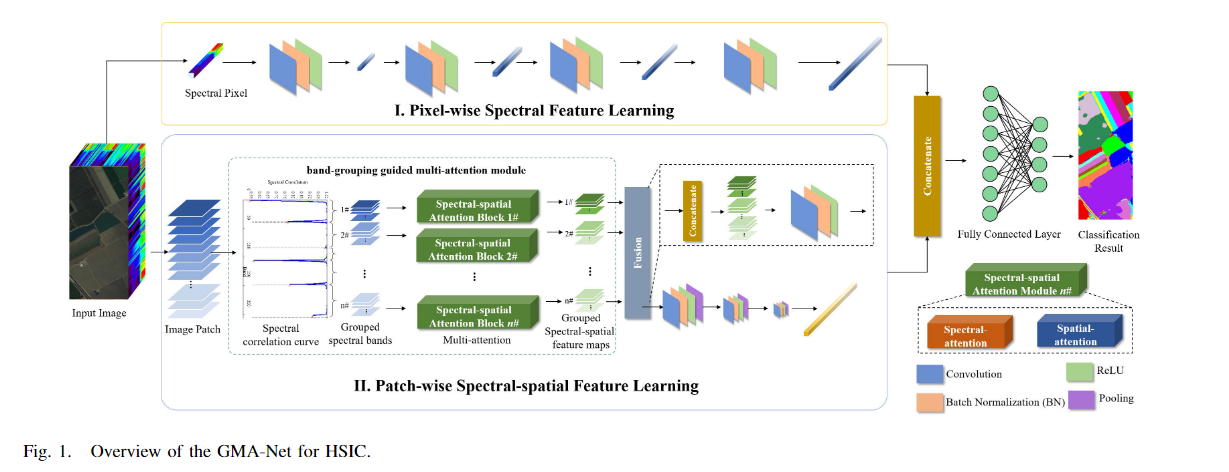 Spectral Pixel
I. Pixel-wise Spectral Feature Learning
Input Image
Image Patch
band-grouping guided multi-attention module
Spectral Correlation
Spectral
correlation curve
1#
2#
n#
Grouped
spectral bands
Spectral-spatial
Attention Block 1#
Spectral-spatial
Attention Block 2#
Spectral-spatial
Attention Block n#
Multi-attention
1#
2#
n#
Grouped
Spectral-spatial
feature maps
Fusion
Concatenate
II. Patch-wise Spectral-spatial Feature Learning
Concatenate
Fully Connected Layer
Classification
Result
Spectral-spatial
Attention Module n#
Spectral-
attention
Spatial-
attention
Convolution
ReLU
Batch Normalization (BN)
Pooling
Fig. 1. Overview of the GMA-Net for HSIC.